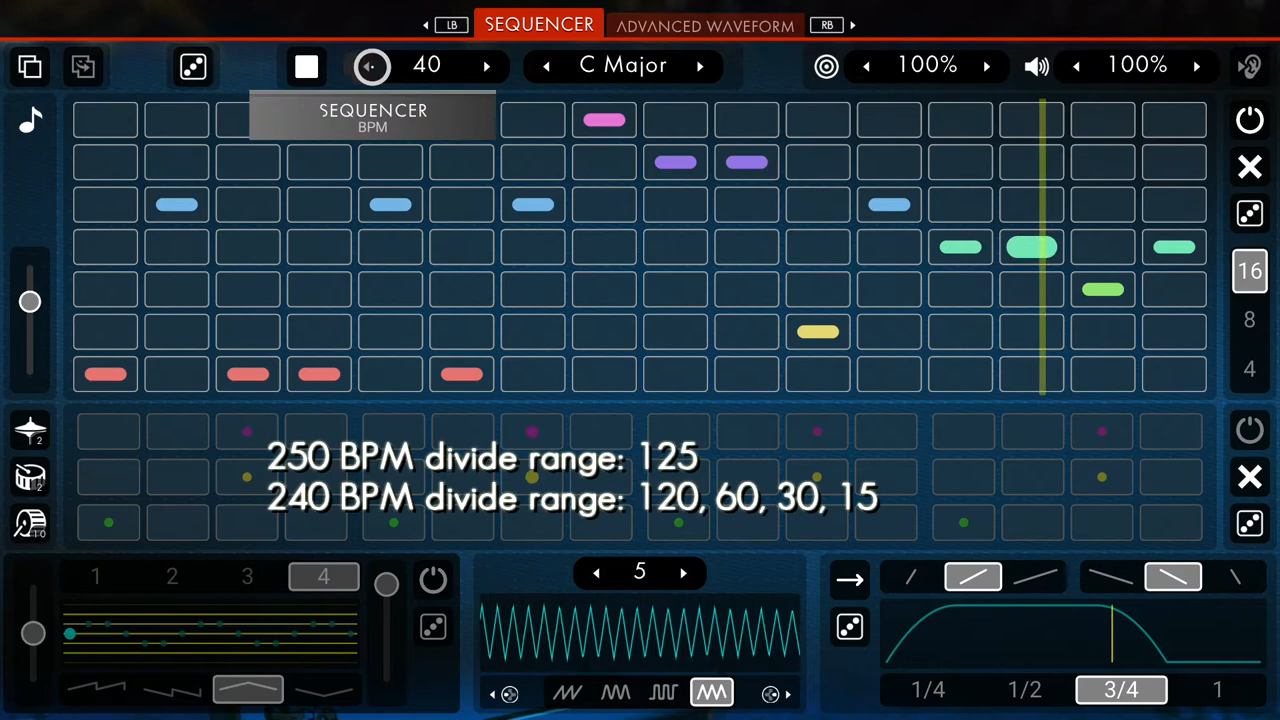 LB SEQUENCER ADVANCED WAVEFORM RB
40 C Major 100% 100%
SEQUENCER
BPM
16
8
4
250 BPM divide range: 125
240 BPM divide range: 120, 60, 30, 15
2
2
1 2 3 4
5
1/4 1/2 3/4 1